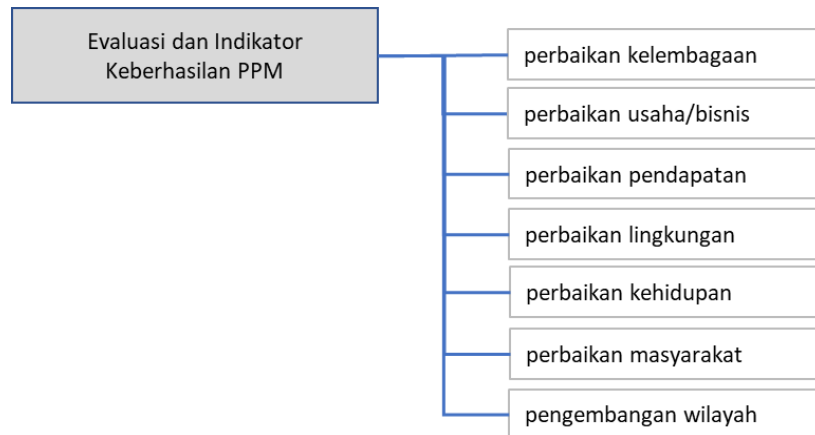 Evaluasi dan Indikator
Keberhasilan PPM
perbaikan kelembagaan
perbaikan usaha/bisnis
perbaikan pendapatan
perbaikan lingkungan
perbaikan kehidupan
perbaikan masyarakat
pengembangan wilayah